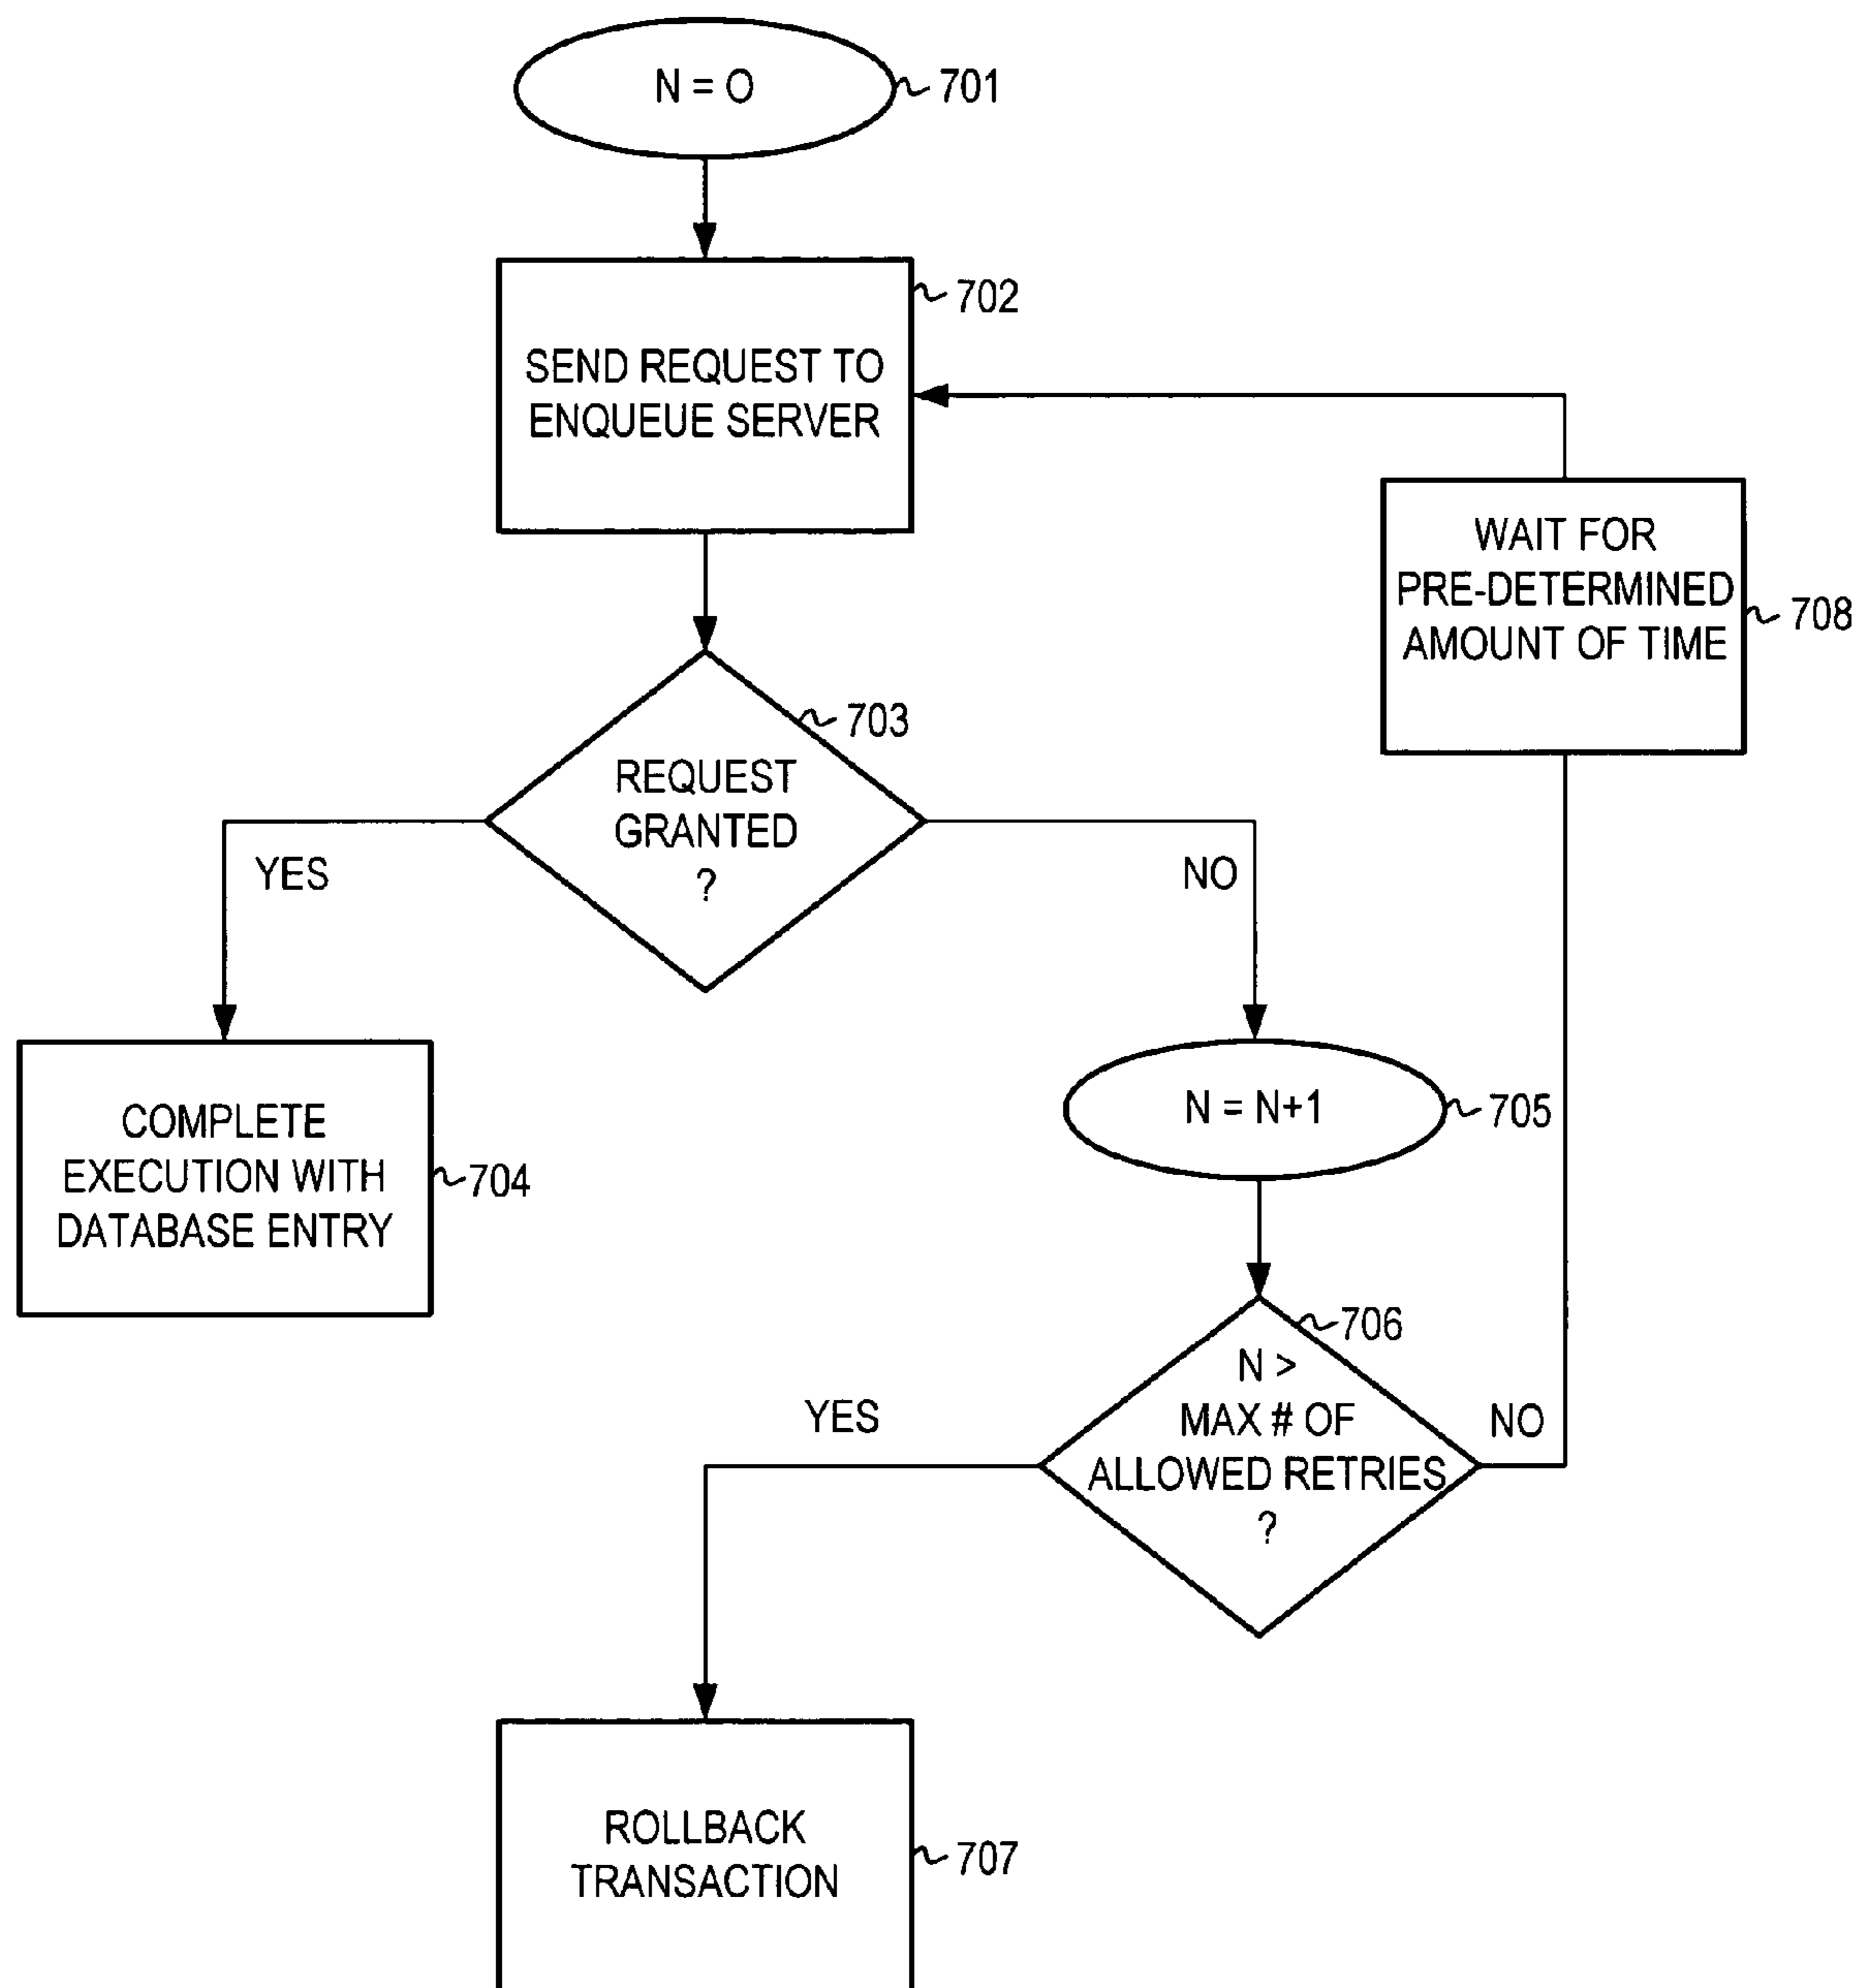 N = O
701
702
SEND REQUEST TO
ENQUEUE SERVER
WAIT FOR
PRE-DETERMINED
AMOUNT OF TIME
708
703
REQUEST
GRANTED
?
YES
NO
COMPLETE
EXECUTION WITH
DATABASE ENTRY
704
N = N+1
705
706
N >
MAX # OF
ALLOWED RETRIES
?
YES
NO
ROLLBACK
TRANSACTION
707